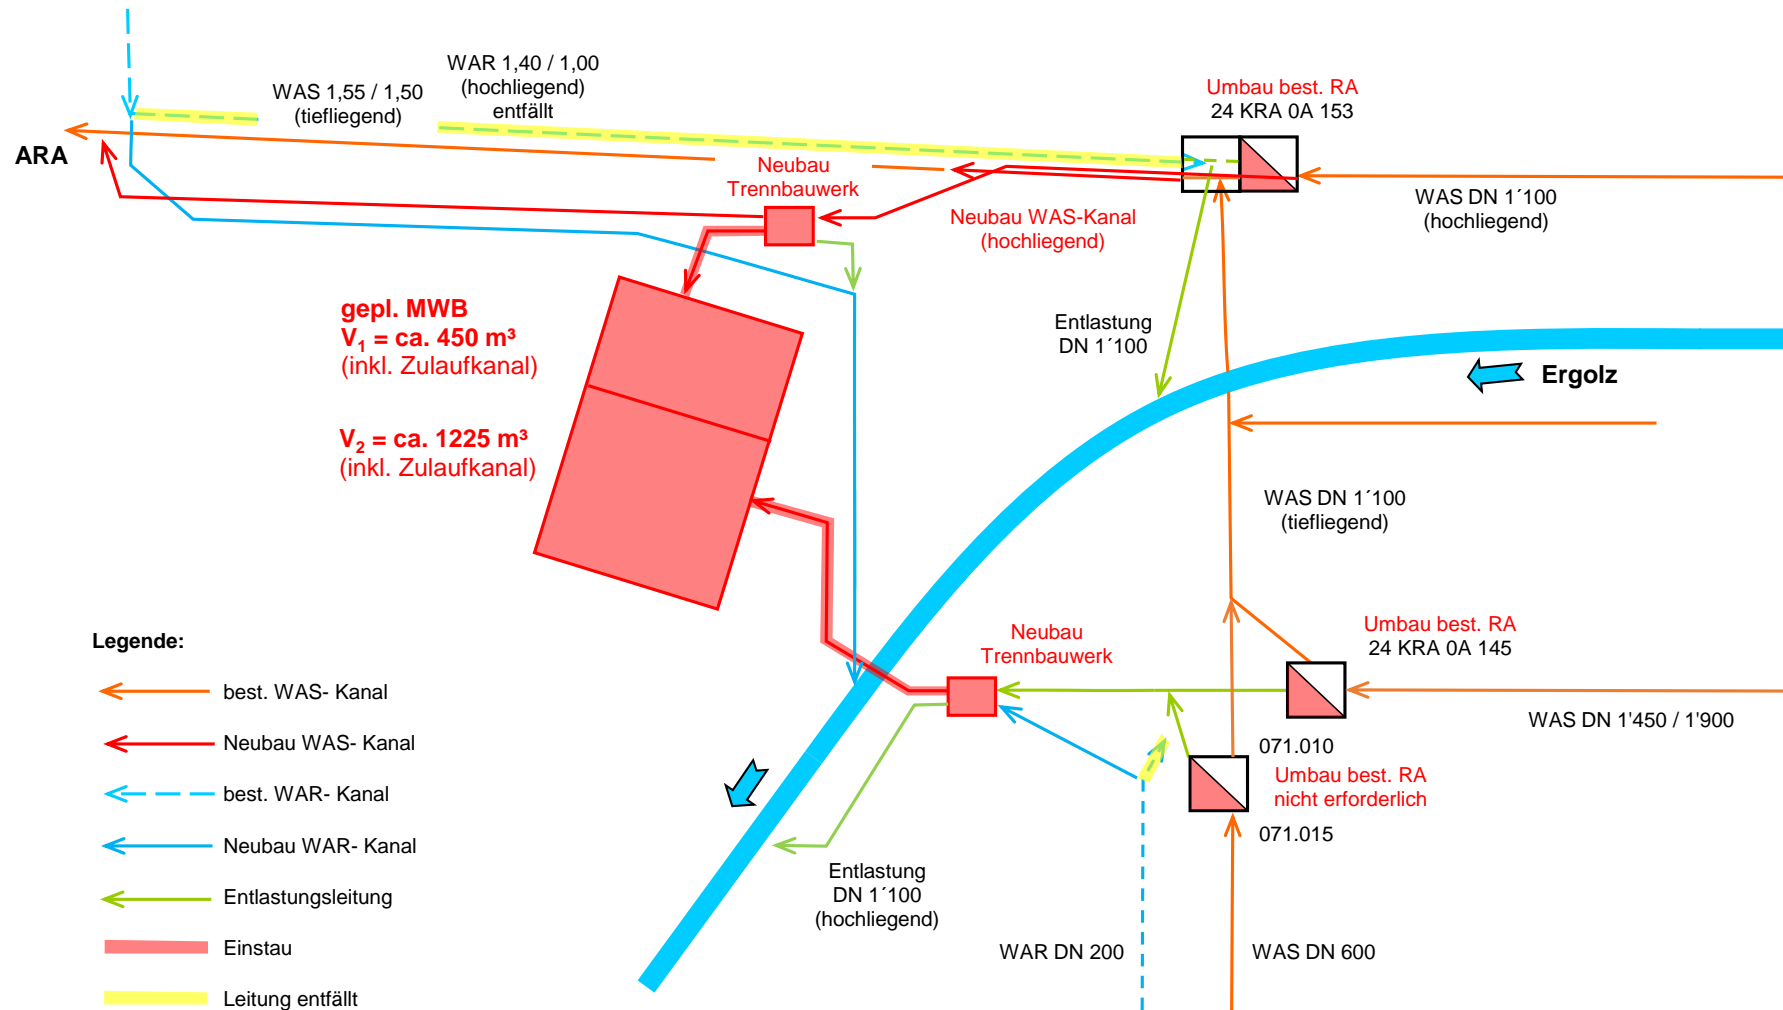 WAS 1,55 / 1,50
(tiefliegend)
WAR 1,40 / 1,00
(hochliegend)
entfällt
Umbau best. RA
24 KRA 0A 153
ARA
Neubau
Trennbauwerk
Neubau WAS-Kanal
(hochliegend)
WAS DN 1´100
(hochliegend)
gepl. MWB
V1 = ca. 450 m³
(inkl. Zulaufkanal)
V2 = ca. 1225 m³
(inkl. Zulaufkanal)
Entlastung
DN 1´100
Ergolz
WAS DN 1´100
(tiefliegend)
Neubau
Trennbauwerk
Umbau best. RA
24 KRA 0A 145
WAS DN 1'450 / 1'900
071.010
Umbau best. RA
nicht erforderlich
071.015
Entlastung
DN 1´100
(hochliegend)
WAR DN 200
WAS DN 600
Legende:
best. WAS- Kanal
Neubau WAS- Kanal
best. WAR- Kanal
Neubau WAR- Kanal
Entlastungsleitung
Einstau
Leitung entfällt